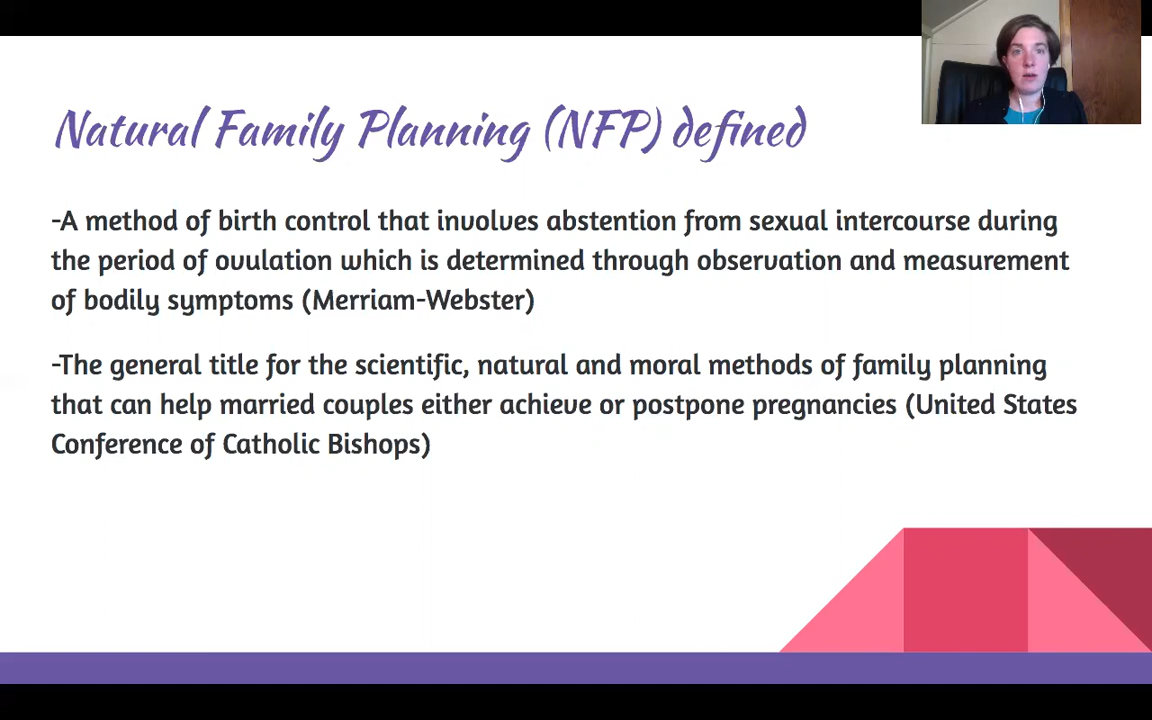 Natural Family Planning (NFP) defined
-A method of birth control that involves abstention from sexual intercourse during
the period of ovulation which is determined through observation and measurement
of bodily symptoms (Merriam-Webster)
-The general title for the scientific, natural and moral methods of family planning
that can help married couples either achieve or postpone pregnancies (United States
Conference of Catholic Bishops)